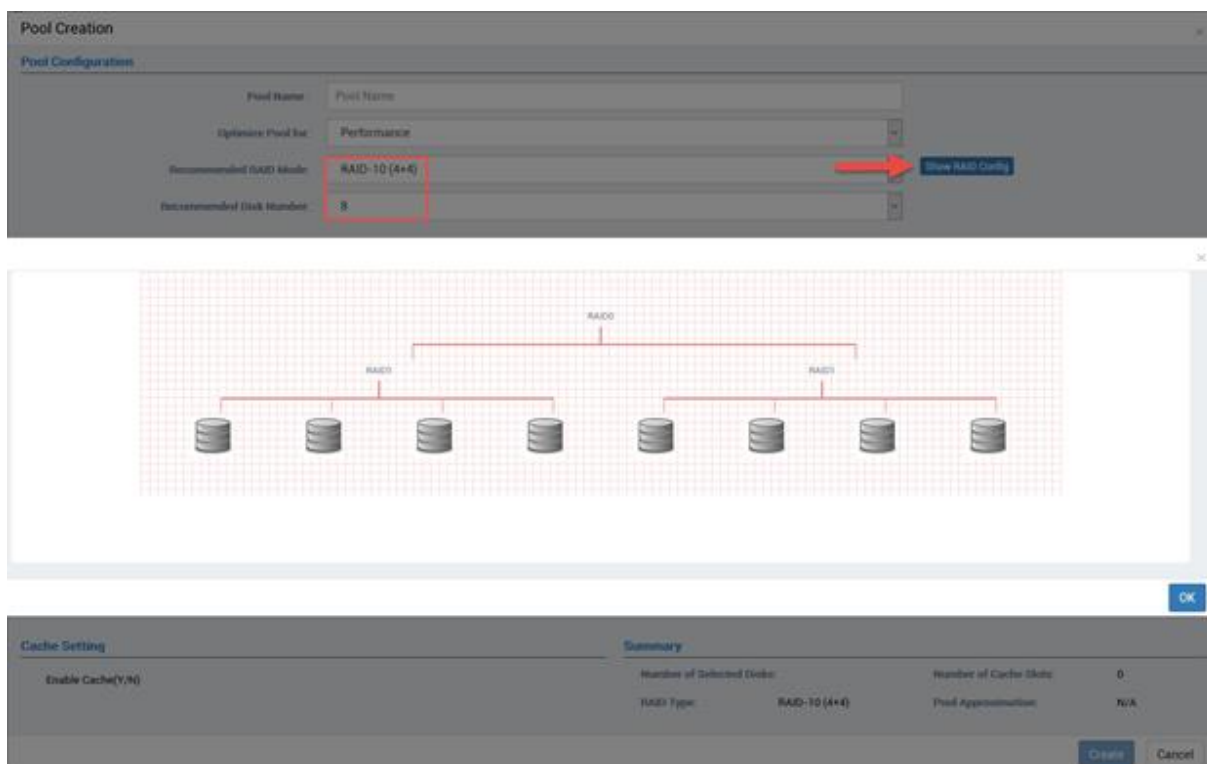 Pool Creation
Pool Configuration
Pool Name: Pool Name
Optimize Pool for: Performance
Recommended RAID Mode: RAID-10 (4+4) Show RAID Config
Recommended Disk Number: 8
RAID0
RAID1 RAID1
OK
Cache Setting Summary
Enable Cache(Y/N) Number of Selected Disks: Number of Cache Slots: 0
RAID Type: RAID-10 (4+4) Pool Approximation: N/A
Create Cancel